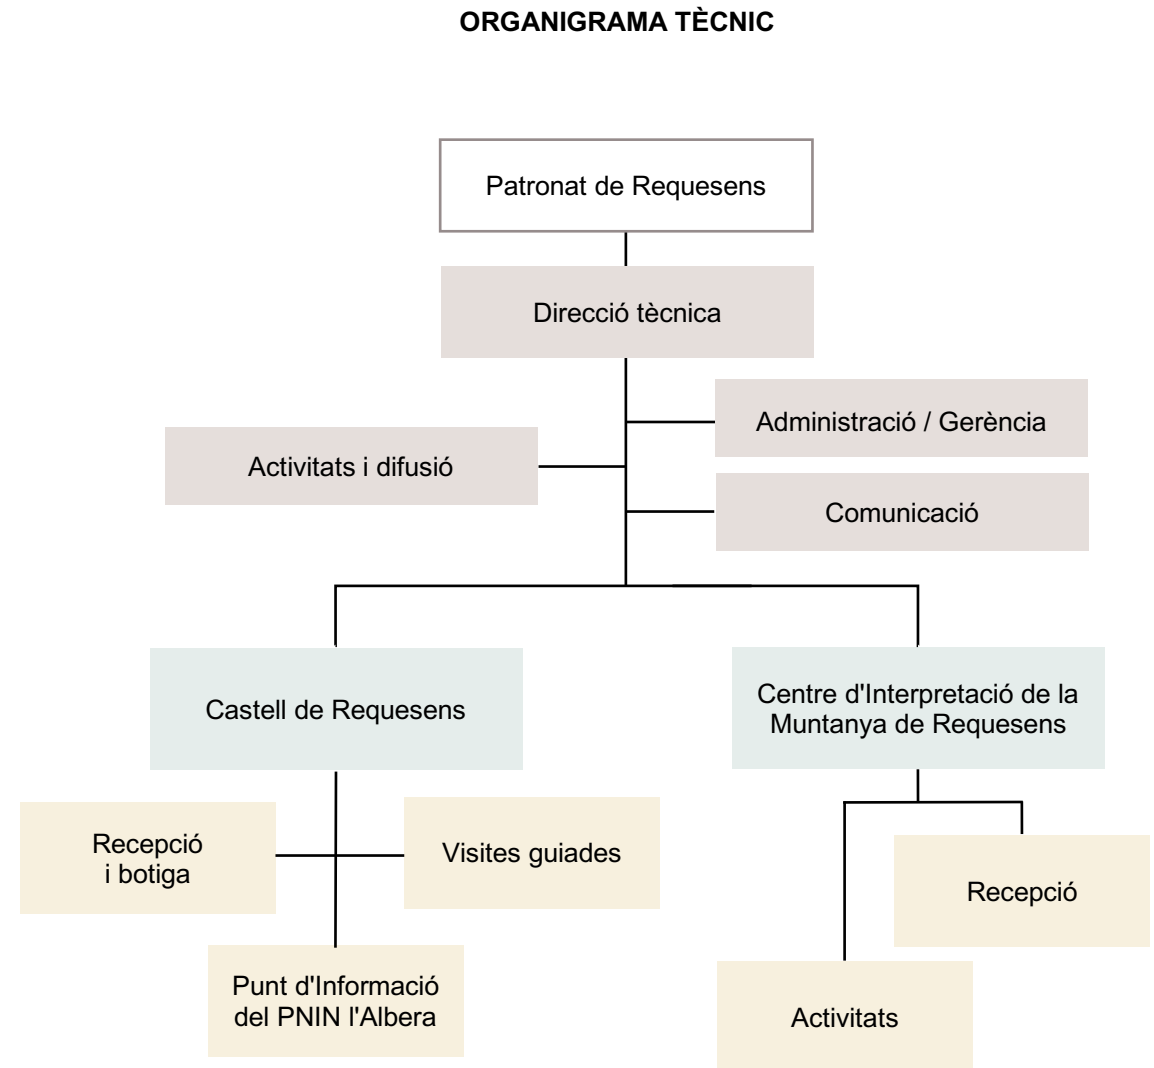 ORGANIGRAMA TÈCNIC
Patronat de Requesens
Direcció tècnica
Administració / Gerència
Activitats i difusió
Comunicació
Castell de Requesens
Centre d'Interpretació de la
Muntanya de Requesens
Recepció
i botiga
Visites guiades
Recepció
Punt d'Informació
del PNIN l'Albera
Activitats